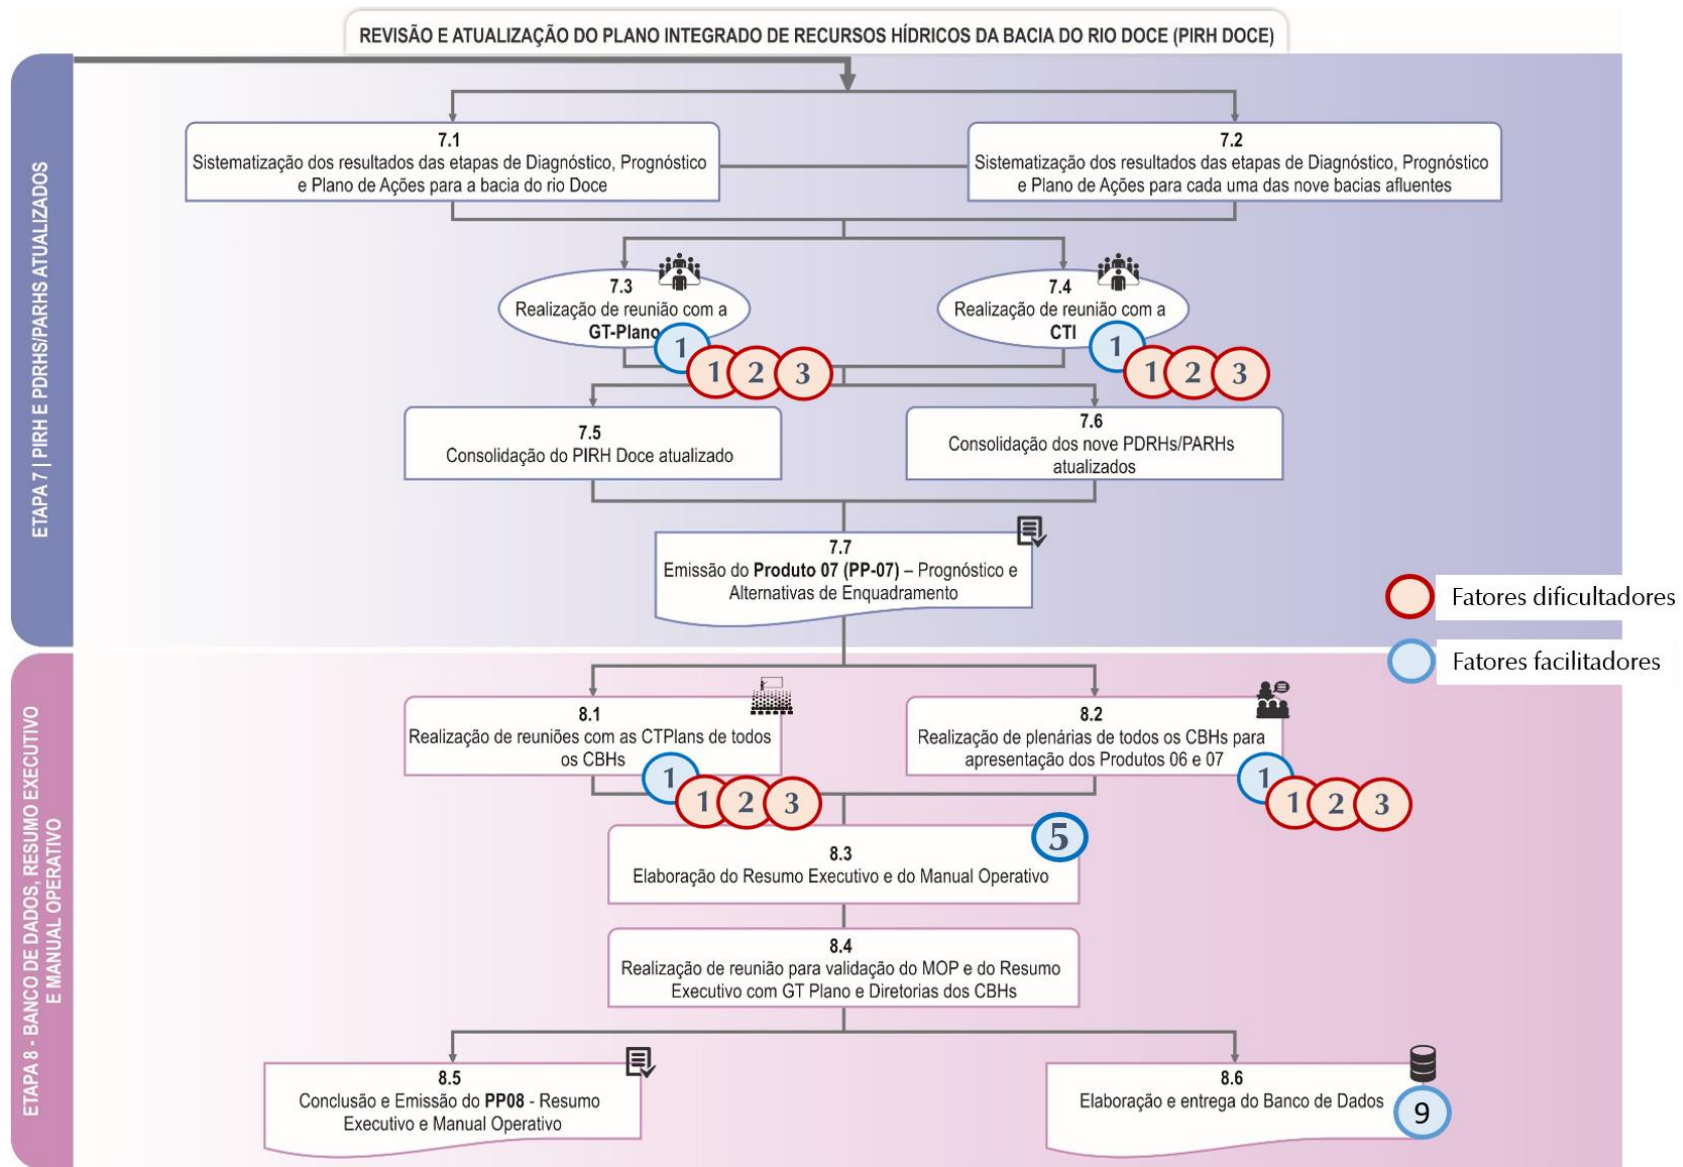 REVISÃO E ATUALIZAÇÃO DO PLANO INTEGRADO DE RECURSOS HÍDRICOS DA BACIA DO RIO DOCE (PIRH DOCE)
ETAPA 7 | PIRH E PDRHS/PARHS ATUALIZADOS
7.1
Sistematização dos resultados das etapas de Diagnóstico, Prognóstico
e Plano de Ações para a bacia do rio Doce
7.2
Sistematização dos resultados das etapas de Diagnóstico, Prognóstico
e Plano de Ações para cada uma das nove bacias afluentes
7.3
Realização de reunião com a
GT-Plano
1
1 2 3
7.4
Realização de reunião com a
CTI
1
1 2 3
7.5
Consolidação do PIRH Doce atualizado
7.6
Consolidação dos nove PDRHs/PARHs
atualizados
7.7
Emissão do Produto 07 (PP-07) – Prognóstico e
Alternativas de Enquadramento
Fatores dificultadores
Fatores facilitadores
ETAPA 8 - BANCO DE DADOS, RESUMO EXECUTIVO
E MANUAL OPERATIVO
8.1
Realização de reuniões com as CTPlans de todos
os CBHs
1
1 2 3
8.2
Realização de plenárias de todos os CBHs para
apresentação dos Produtos 06 e 07
1
1 2 3
5
8.3
Elaboração do Resumo Executivo e do Manual Operativo
8.4
Realização de reunião para validação do MOP e do Resumo
Executivo com GT Plano e Diretorias dos CBHs
8.5
Conclusão e Emissão do PP08 - Resumo
Executivo e Manual Operativo
8.6
Elaboração e entrega do Banco de Dados
9